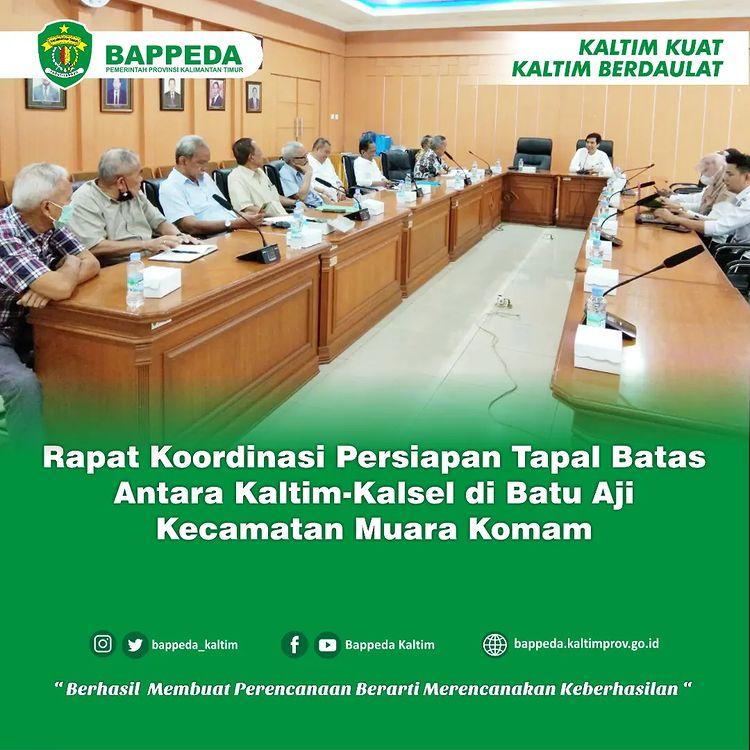 BAPPEDA
PEMERINTAH PROVINSI KALIMANTAN TIMUR
KALTIM KUAT
KALTIM BERDAULAT
Rapat Koordinasi Persiapan Tapal Batas
Antara Kaltim-Kalsel di Batu Aji
Kecamatan Muara Komam
bappeda_kaltim
Bappeda Kaltim
bappeda.kaltimprov.go.id
“ Berhasil Membuat Perencanaan Berarti Merencanakan Keberhasilan “